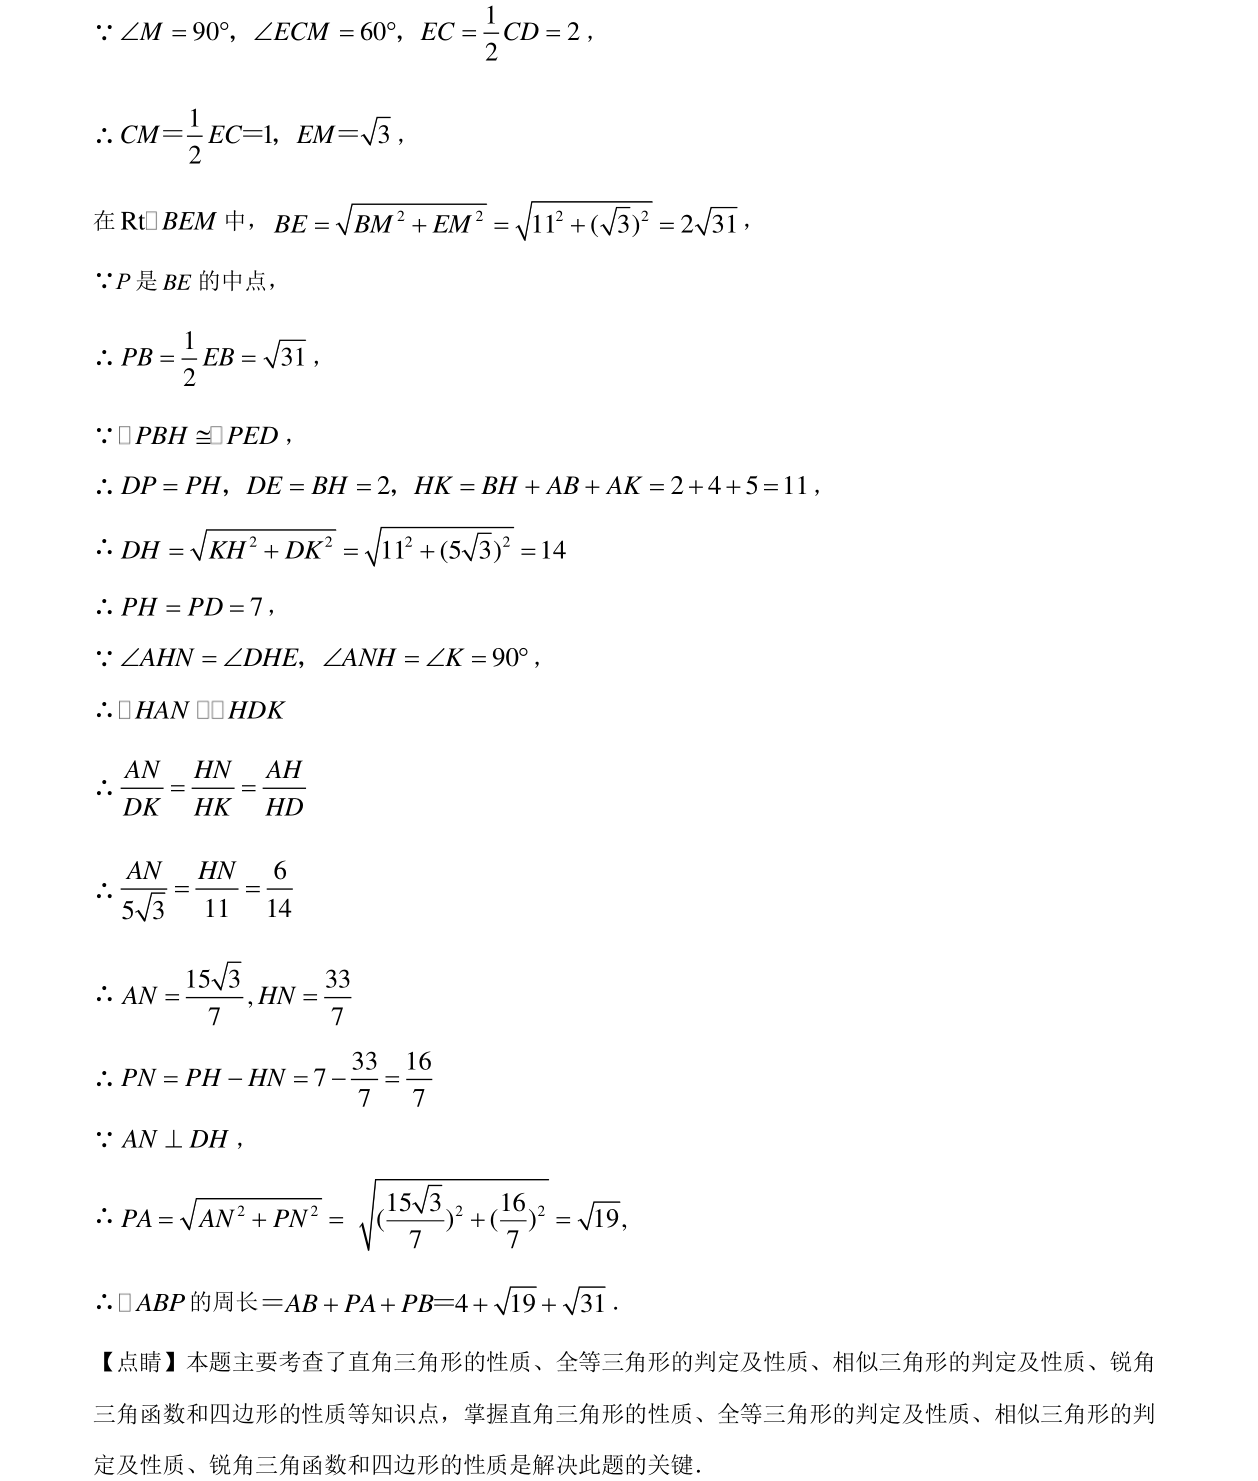 ∵ ∠M = 90°, ∠ECM = 60°, EC = 1/2 CD = 2，
∴ CM = 1/2 EC = 1, EM = √3，
在 Rt□BEM 中， BE = √(BM² + EM²) = √(11² + (√3)²) = 2√31，
∵P 是 BE 的中点，
∴ PB = 1/2 EB = √31，
∵ □PBH ≅ □PED，
∴ DP = PH, DE = BH = 2, HK = BH + AB + AK = 2 + 4 + 5 = 11，
∴ DH = √(KH² + DK²) = √(11² + (5√3)²) = 14
∴ PH = PD = 7，
∵ ∠AHN = ∠DHE, ∠ANH = ∠K = 90°，
∴ □HAN □□HDK
∴ AN/DK = HN/HK = AH/HD
∴ AN/5√3 = HN/11 = 6/14
∴ AN = 15√3/7, HN = 33/7
∴ PN = PH − HN = 7 − 33/7 = 16/7
∵ AN ⊥ DH，
∴ PA = √(AN² + PN²) = √((15√3/7)² + (16/7)²) = √19,
∴ □ABP 的周长 = AB + PA + PB = 4 + √19 + √31．
【点睛】本题主要考查了直角三角形的性质、全等三角形的判定及性质、相似三角形的判定及性质、锐角
三角函数和四边形的性质等知识点，掌握直角三角形的性质、全等三角形的判定及性质、相似三角形的判
定及性质、锐角三角函数和四边形的性质是解决此题的关键．